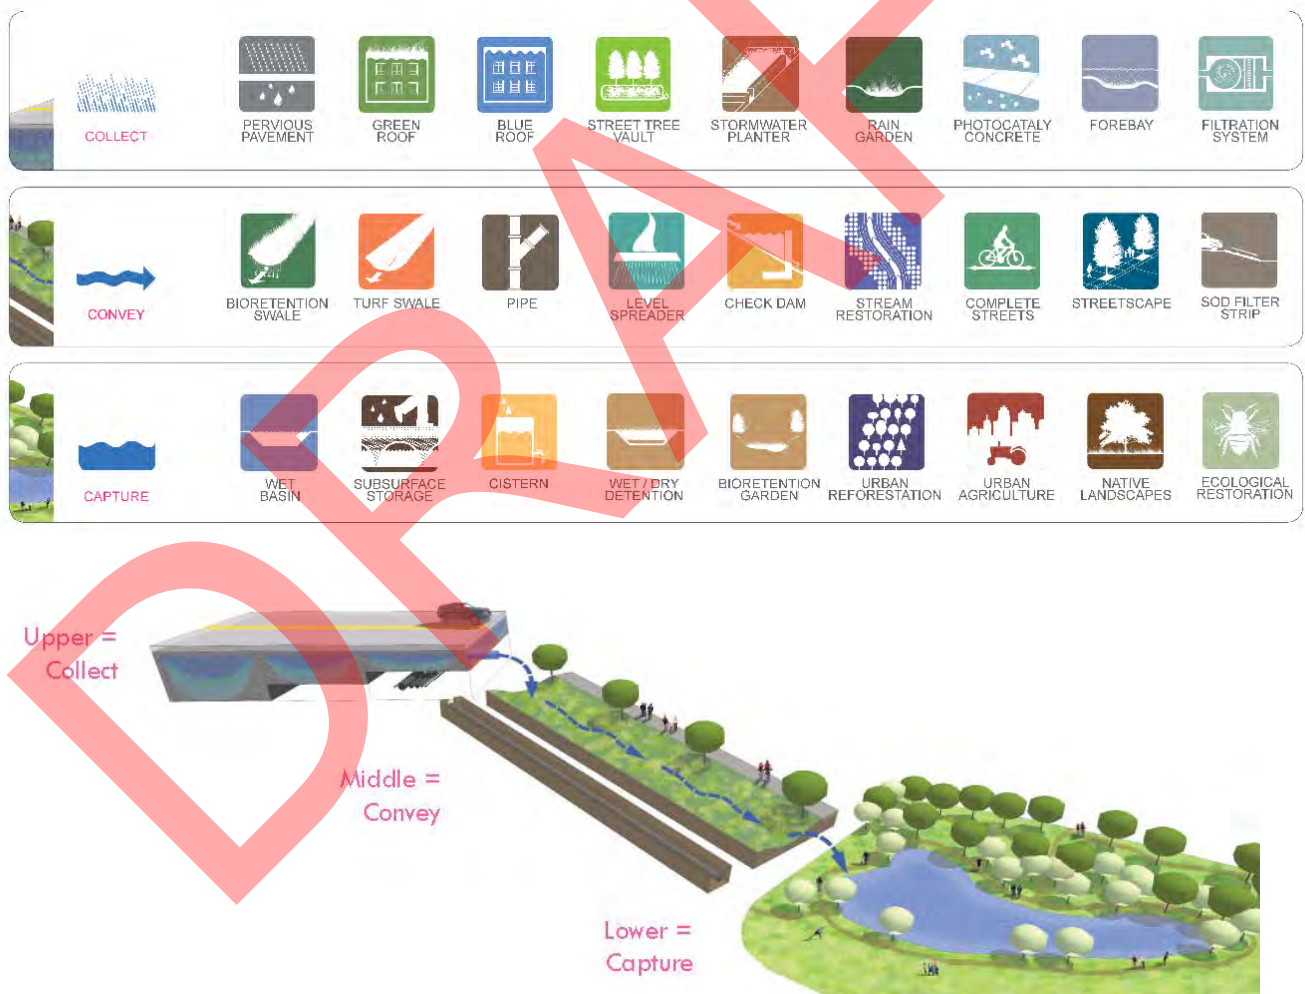 COLLECT
PERVIOUS
PAVEMENT
GREEN
ROOF
BLUE
ROOF
STREET TREE
VAULT
STORMWATER
PLANTER
RAIN
GARDEN
PHOTOCATALY
CONCRETE
FOREBAY
FILTRATION
SYSTEM
CONVEY
BIORETENTION
SWALE
TURF SWALE
PIPE
LEVEL
SPREADER
CHECK DAM
STREAM
RESTORATION
COMPLETE
STREETS
STREETSCAPE
SOD FILTER
STRIP
CAPTURE
WET
BASIN
SUBSURFACE
STORAGE
CISTERN
WET / DRY
DETENTION
BIORETENTION
GARDEN
URBAN
REFORESTATION
URBAN
AGRICULTURE
NATIVE
LANDSCAPES
ECOLOGICAL
RESTORATION
Upper =
Collect
Middle =
Convey
Lower =
Capture
DRAFT